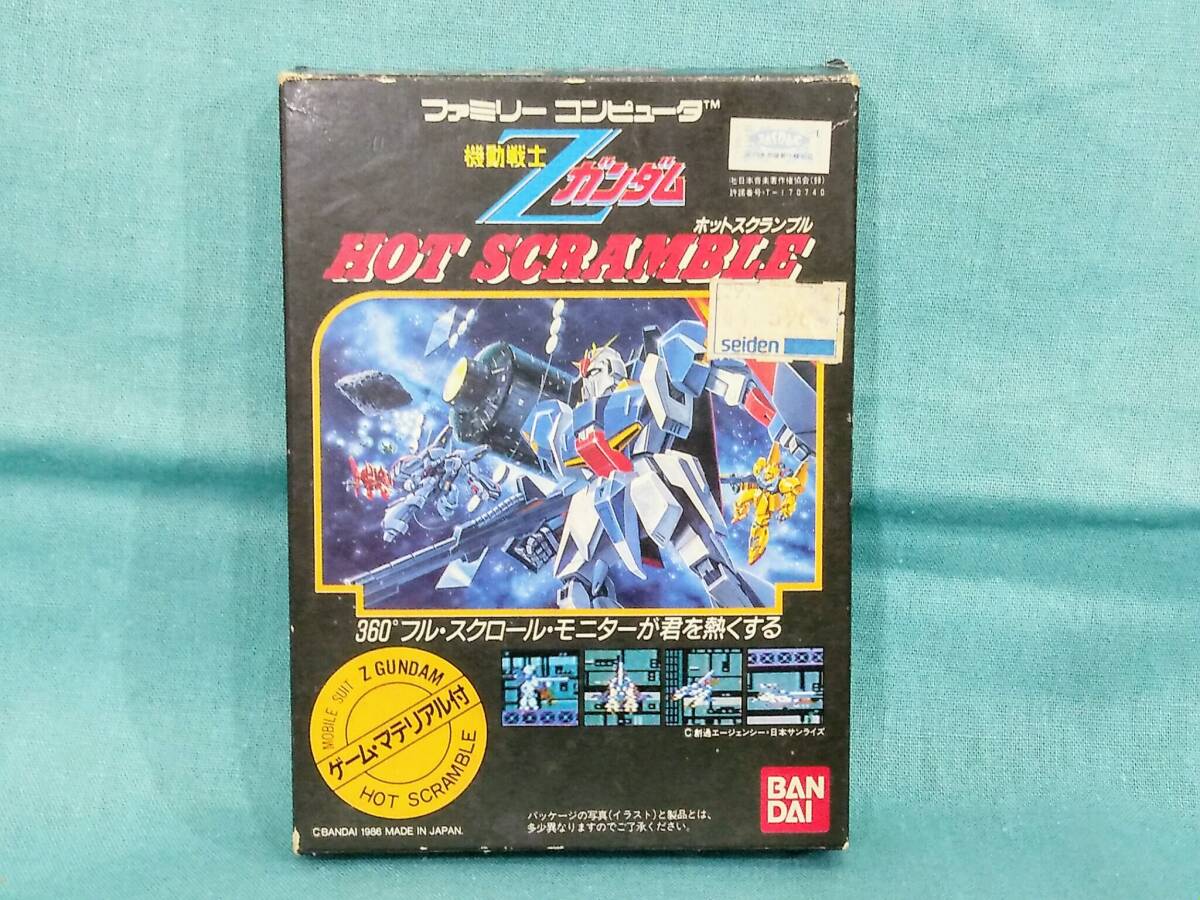 ファミリー コンピュータ™
機動戦士
Zガンダム
ホットスクランブル
HOT SCRAMBLE
日本音楽著作権協会(録)
許諾番号・T-170740
seiden
360°フル・スクロール・モニターが君を熱くする
MOBILE SUIT Z GUNDAM
ゲーム・マテリアル付
HOT SCRAMBLE
©創通エージェンシー・日本サンライズ
パッケージの写真(イラスト)と製品とは、
多少異なりますのでご了承ください。
BAN
DAI
©BANDAI 1986 MADE IN JAPAN.